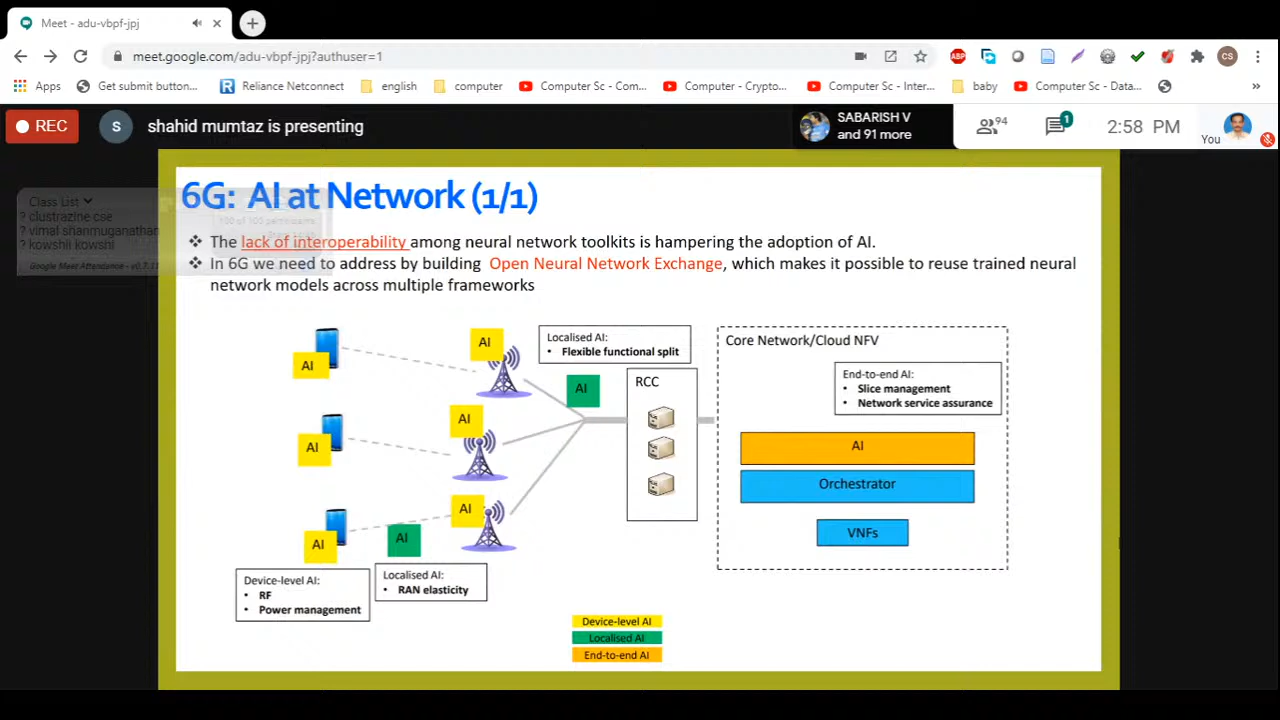 Meet - adu-vbpf-jpj
meet.google.com/adu-vbpf-jpj?authuser=1
ABP
CS
Apps
Get submit button...
Reliance Netconnect
english
computer
Computer Sc - Com...
Computer - Crypto...
Computer Sc - Inter...
baby
Computer Sc - Data...
REC
S
shahid mumtaz is presenting
SABARISH V
and 91 more
94
1
2:58 PM
You
6G: AI at Network (1/1)
Class List
? clustrazine cse
? vimal shanmuganathan
? kowshii kowsni
100 of 100 participants
The lack of interoperability among neural network toolkits is hampering the adoption of AI.
In 6G we need to address by building Open Neural Network Exchange, which makes it possible to reuse trained neural
network models across multiple frameworks
AI
AI
AI
AI
AI
AI
AI
AI
Localised AI:
• Flexible functional split
RCC
Core Network/Cloud NFV
End-to-end AI:
• Slice management
• Network service assurance
AI
Orchestrator
VNFs
Device-level AI:
• RF
• Power management
Localised AI:
• RAN elasticity
Device-level AI
Localised AI
End-to-end AI